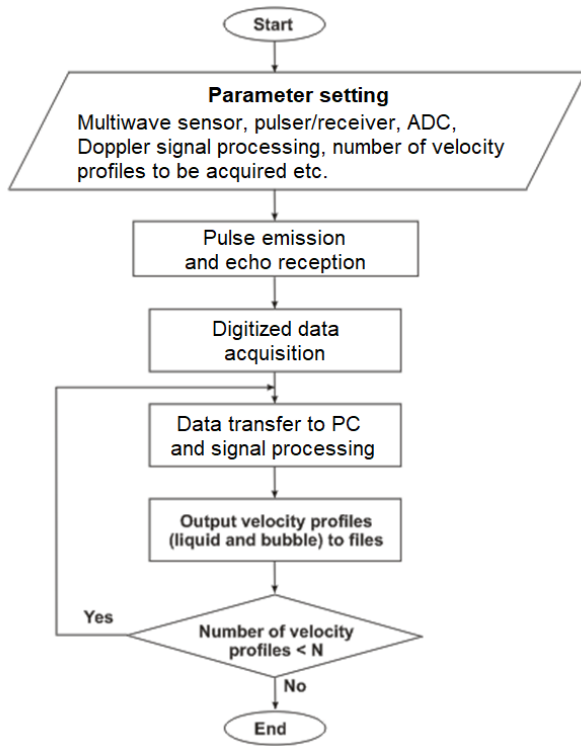 Start
Parameter setting
Multiwave sensor, pulser/receiver, ADC,
Doppler signal processing, number of velocity
profiles to be acquired etc.
Pulse emission
and echo reception
Digitized data
acquisition
Data transfer to PC
and signal processing
Output velocity profiles
(liquid and bubble) to files
Yes
Number of velocity
profiles < N
No
End